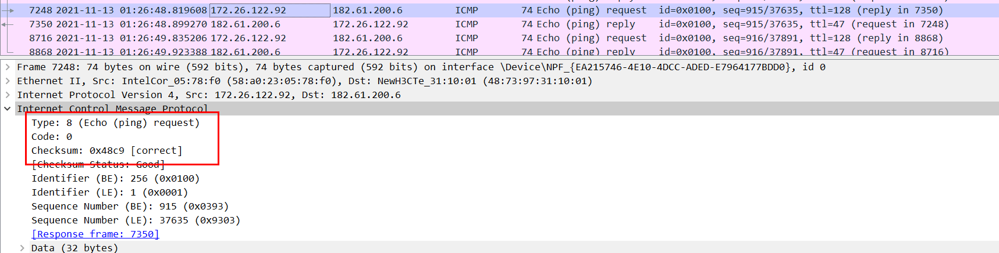 7248 2021-11-13 01:26:48.819608 172.26.122.92 182.61.200.6 ICMP 74 Echo (ping) request id=0x0100, seq=915/37635, ttl=128 (reply in 7350)
7350 2021-11-13 01:26:48.899270 182.61.200.6 172.26.122.92 ICMP 74 Echo (ping) reply id=0x0100, seq=915/37635, ttl=47 (request in 7248)
8716 2021-11-13 01:26:49.835206 172.26.122.92 182.61.200.6 ICMP 74 Echo (ping) request id=0x0100, seq=916/37891, ttl=128 (reply in 8868)
8868 2021-11-13 01:26:49.923388 182.61.200.6 172.26.122.92 ICMP 74 Echo (ping) reply id=0x0100, seq=916/37891, ttl=47 (request in 8716)
Frame 7248: 74 bytes on wire (592 bits), 74 bytes captured (592 bits) on interface \Device\NPF_{EA215746-4E10-4DCC-ADED-E7964177BDD0}, id 0
Ethernet II, Src: IntelCor_05:78:f0 (58:a0:23:05:78:f0), Dst: NewH3CTe_31:10:01 (48:73:97:31:10:01)
Internet Protocol Version 4, Src: 172.26.122.92, Dst: 182.61.200.6
Internet Control Message Protocol
Type: 8 (Echo (ping) request)
Code: 0
Checksum: 0x48c9 [correct]
[Checksum Status: Good]
Identifier (BE): 256 (0x0100)
Identifier (LE): 1 (0x0001)
Sequence Number (BE): 915 (0x0393)
Sequence Number (LE): 37635 (0x9303)
[Response frame: 7350]
Data (32 bytes)